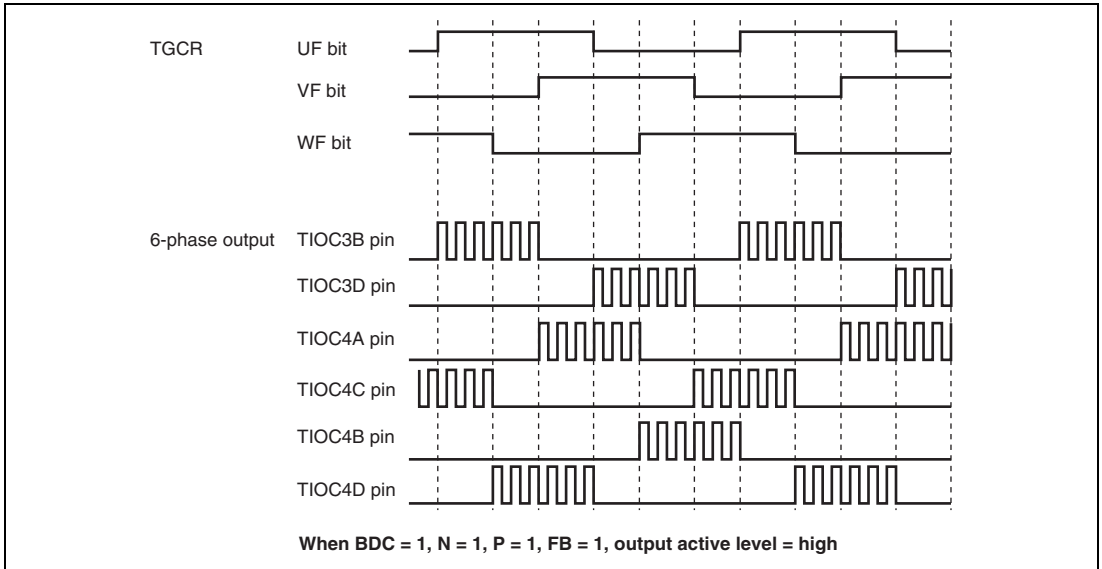 TGCR UF bit
VF bit
WF bit
6-phase output TIOC3B pin
TIOC3D pin
TIOC4A pin
TIOC4C pin
TIOC4B pin
TIOC4D pin
When BDC = 1, N = 1, P = 1, FB = 1, output active level = high